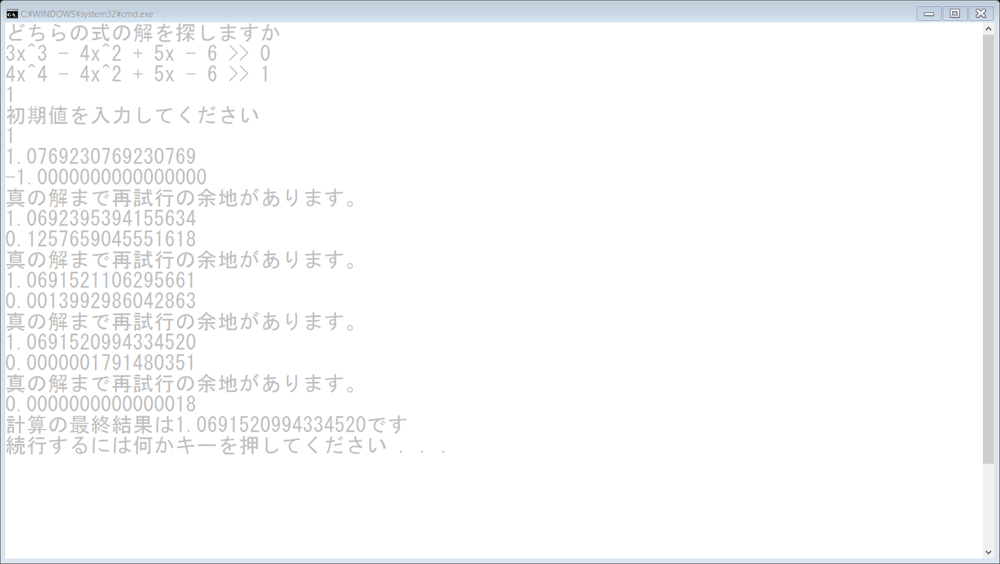 C:¥WINDOWS¥system32¥cmd.exe
どちらの式の解を探しますか
3x^3 - 4x^2 + 5x - 6 >> 0
4x^4 - 4x^2 + 5x - 6 >> 1
1
初期値を入力してください
1
1.0769230769230769
-1.0000000000000000
真の解まで再試行の余地があります。
1.0692395394155634
0.1257659045551618
真の解まで再試行の余地があります。
1.0691521106295661
0.0013992986042863
真の解まで再試行の余地があります。
1.0691520994334520
0.0000001791480351
真の解まで再試行の余地があります。
0.0000000000000018
計算の最終結果は1.0691520994334520です
続行するには何かキーを押してください . . .